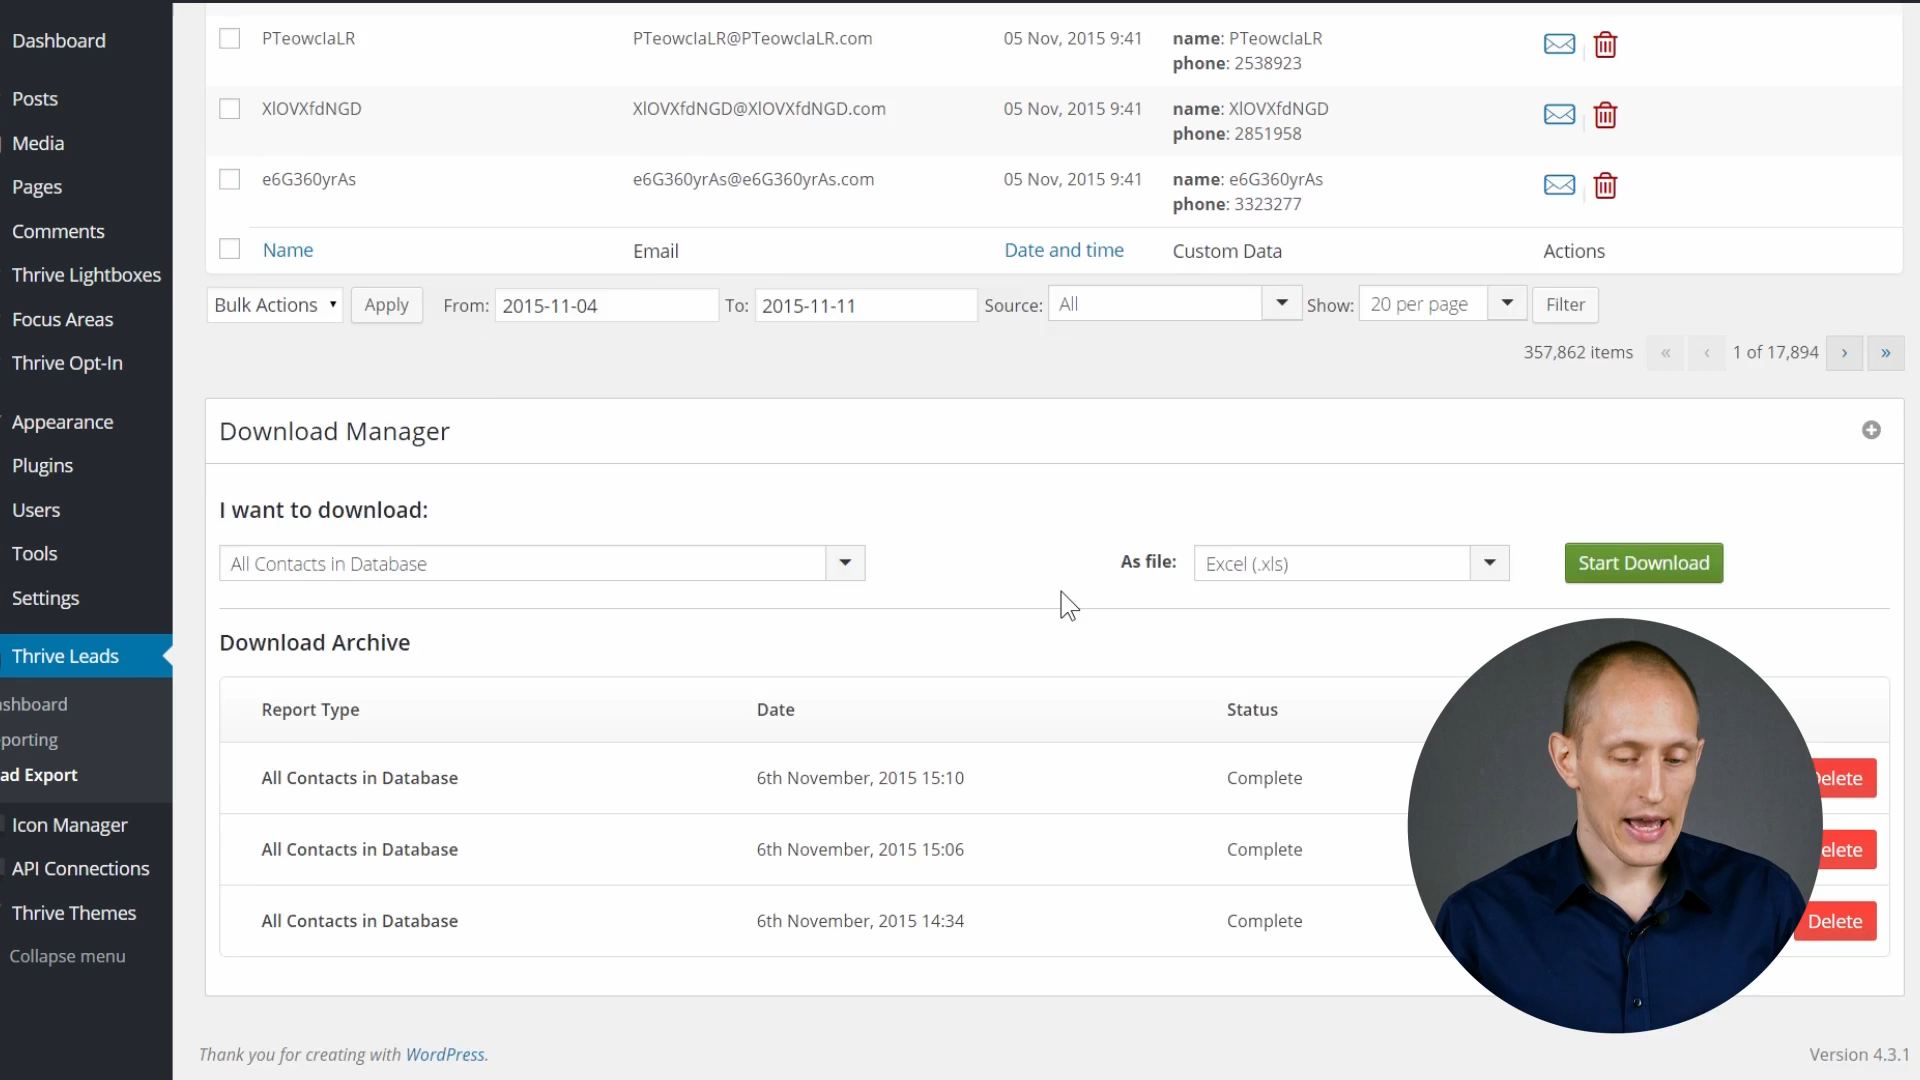 Dashboard
Posts
Media
Pages
Comments
Thrive Lightboxes
Focus Areas
Thrive Opt-In
Appearance
Plugins
Users
Tools
Settings
Thrive Leads
ashboard
porting
ad Export
Icon Manager
API Connections
Thrive Themes
Collapse menu
PTeowclaLR PTeowclaLR@PTeowclaLR.com 05 Nov, 2015 9:41 name: PTeowclaLR
phone: 2538923
XlOVXfdNGD XlOVXfdNGD@XlOVXfdNGD.com 05 Nov, 2015 9:41 name: XlOVXfdNGD
phone: 2851958
e6G360yrAs e6G360yrAs@e6G360yrAs.com 05 Nov, 2015 9:41 name: e6G360yrAs
phone: 3323277
Name Email Date and time Custom Data Actions
Bulk Actions Apply From: 2015-11-04 To: 2015-11-11 Source: All Show: 20 per page Filter
357,862 items « ‹ 1 of 17,894 › »
Download Manager
I want to download:
All Contacts in Database As file: Excel (.xls) Start Download
Download Archive
Report Type Date Status
All Contacts in Database 6th November, 2015 15:10 Complete elete
All Contacts in Database 6th November, 2015 15:06 Complete elete
All Contacts in Database 6th November, 2015 14:34 Complete Delete
Thank you for creating with WordPress. Version 4.3.1